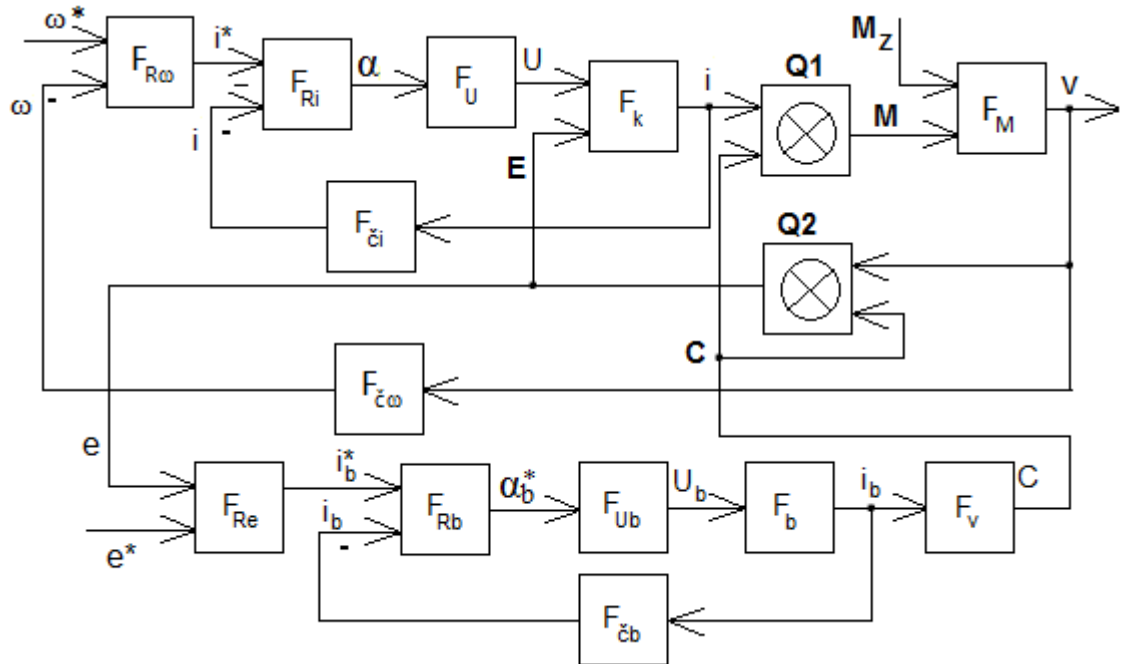 ω*
F_Rω
i*
-
F_Ri
α
F_U
U
F_k
i
Q1
M
M_Z
F_M
v
ω
-
i
-
E
F_či
Q2
C
F_čω
e
F_Re
i_b*
F_Rb
α_b*
F_Ub
U_b
F_b
i_b
F_v
C
e*
i_b
-
F_čb